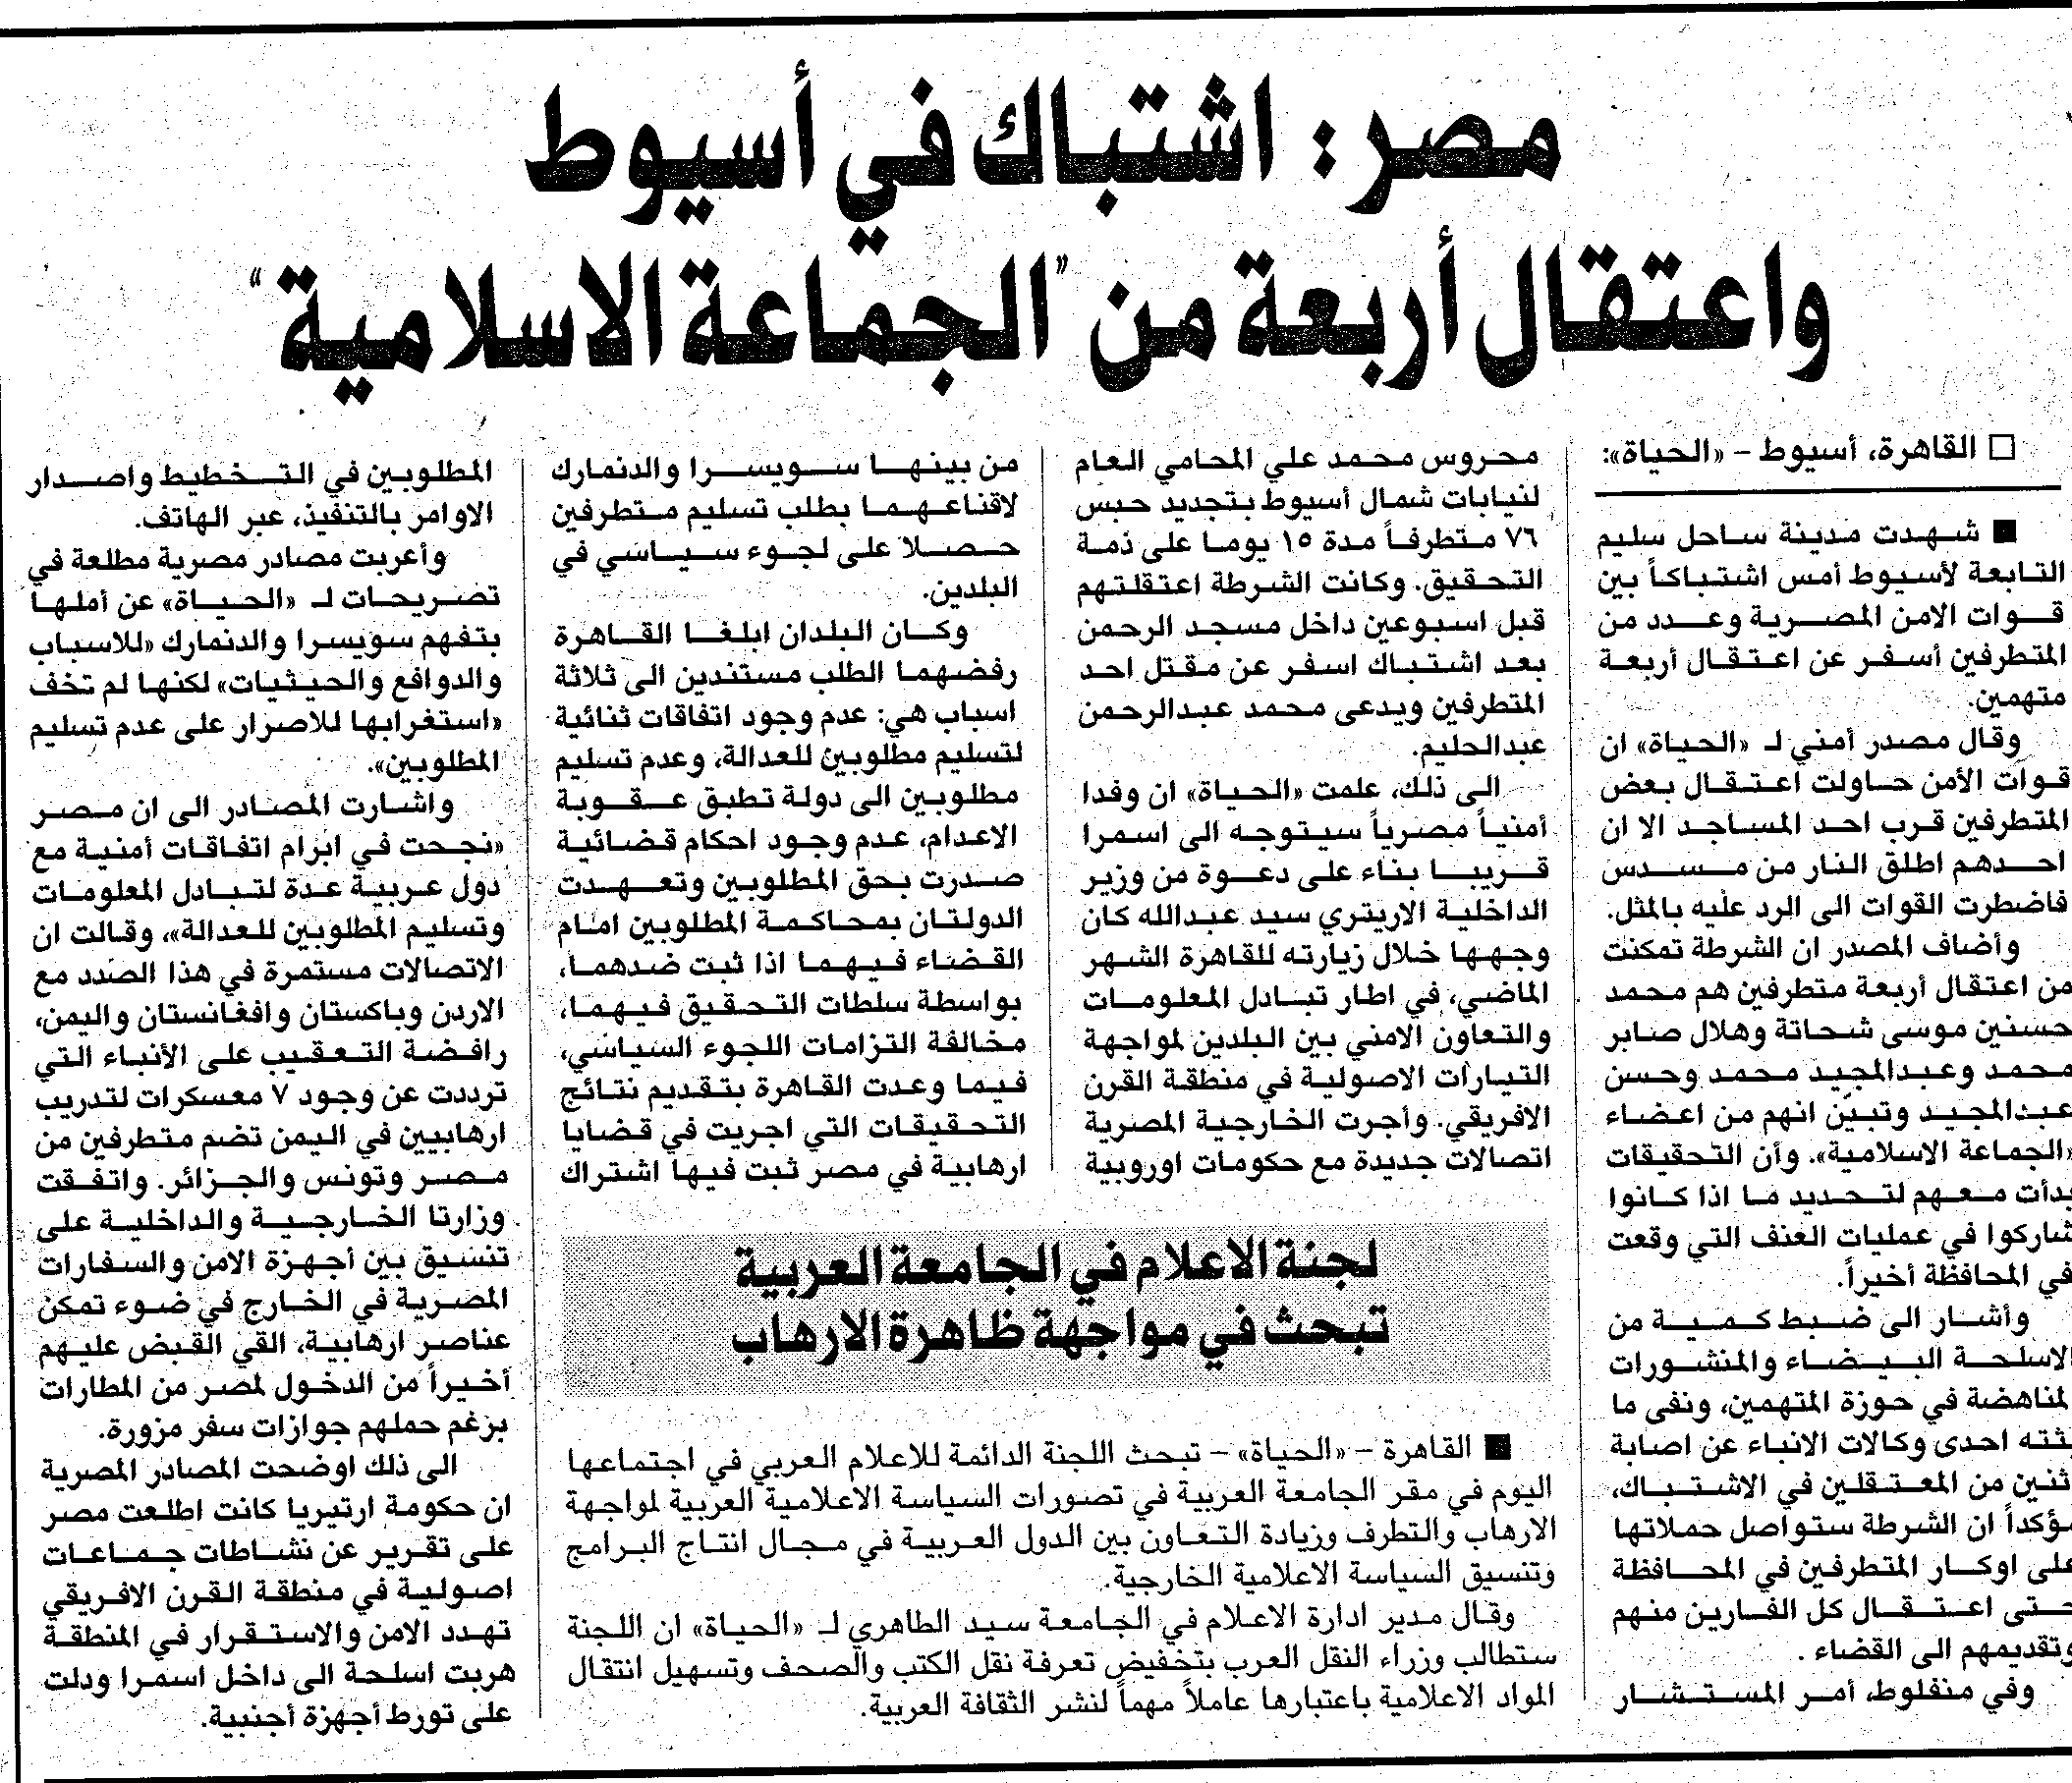 مصر: اشتباك في أسيوط
واعتقال أربعة من "الجماعة الاسلامية"
□ القاهرة، أسيوط – «الحياة»:
■ شهدت مدينة ساحل سليم
التابعة لأسيوط أمس اشتباكاً بين
قوات الامن المصرية وعدد من
المتطرفين أسفر عن اعتقال أربعة
متهمين.
وقال مصدر أمني لـ «الحياة» ان
قوات الأمن حاولت اعتقال بعض
المتطرفين قرب احد المساجد الا ان
احدهم اطلق النار من مسدس
فاضطرت القوات الى الرد عليه بالمثل.
وأضاف المصدر ان الشرطة تمكنت
من اعتقال أربعة متطرفين هم محمد
حسنين موسى شحاتة وهلال صابر
محمد وعبدالمجيد محمد وحسن
عبدالمجيد وتبين انهم من اعضاء
«الجماعة الاسلامية». وأن التحقيقات
بدأت معهم لتحديد ما اذا كانوا
شاركوا في عمليات العنف التي وقعت
في المحافظة أخيراً.
وأشار الى ضبط كمية من
الاسلحة البيضاء والمنشورات
المناهضة في حوزة المتهمين، ونفى ما
بثته احدى وكالات الانباء عن اصابة
اثنين من المعتقلين في الاشتباك،
مؤكداً ان الشرطة ستواصل حملاتها
على اوكار المتطرفين في المحافظة
حتى اعتقال كل الفارين منهم
وتقديمهم الى القضاء .
وفي منفلوط، أمر المستشار
محروس محمد علي المحامي العام
لنيابات شمال أسيوط بتجديد حبس
٧٦ متطرفاً مدة ١٥ يوما على ذمة
التحقيق. وكانت الشرطة اعتقلتهم
قبل اسبوعين داخل مسجد الرحمن
بعد اشتباك اسفر عن مقتل احد
المتطرفين ويدعى محمد عبدالرحمن
عبدالحليم.
الى ذلك، علمت «الحياة» ان وفدا
أمنياً مصرياً سيتوجه الى اسمرا
قريبا بناء على دعوة من وزير
الداخلية الاريتري سيد عبدالله كان
وجهها خلال زيارته للقاهرة الشهر
الماضي، في اطار تبادل المعلومات
والتعاون الامني بين البلدين لمواجهة
التيارات الاصولية في منطقة القرن
الافريقي. وأجرت الخارجية المصرية
اتصالات جديدة مع حكومات اوروبية
من بينها سويسرا والدنمارك
لاقناعهما بطلب تسليم متطرفين
حصلا على لجوء سياسي في
البلدين.
وكان البلدان ابلغا القاهرة
رفضهما الطلب مستندين الى ثلاثة
اسباب هي: عدم وجود اتفاقات ثنائية
لتسليم مطلوبين للعدالة، وعدم تسليم
مطلوبين الى دولة تطبق عقوبة
الاعدام، عدم وجود احكام قضائية
صدرت بحق المطلوبين وتعهدت
الدولتان بمحاكمة المطلوبين امام
القضاء فيهما اذا ثبت ضدهما،
بواسطة سلطات التحقيق فيهما،
مخالفة التزامات اللجوء السياسي،
فيما وعدت القاهرة بتقديم نتائج
التحقيقات التي اجريت في قضايا
ارهابية في مصر ثبت فيها اشتراك
المطلوبين في التخطيط واصدار
الاوامر بالتنفيذ، عبر الهاتف.
وأعربت مصادر مصرية مطلعة في
تصريحات لـ «الحياة» عن أملها
بتفهم سويسرا والدنمارك «للاسباب
والدوافع والحيثيات» لكنها لم تخف
«استغرابها للاصرار على عدم تسليم
المطلوبين».
واشارت المصادر الى ان مصر
«نجحت في ابرام اتفاقات أمنية مع
دول عربية عدة لتبادل المعلومات
وتسليم المطلوبين للعدالة»، وقالت ان
الاتصالات مستمرة في هذا الصدد مع
الاردن وباكستان وافغانستان واليمن،
رافضة التعقيب على الأنباء التي
ترددت عن وجود ٧ معسكرات لتدريب
ارهابيين في اليمن تضم متطرفين من
مصر وتونس والجزائر. واتفقت
وزارتا الخارجية والداخلية على
تنسيق بين أجهزة الامن والسفارات
المصرية في الخارج في ضوء تمكن
عناصر ارهابية، القي القبض عليهم
أخيراً من الدخول لمصر من المطارات
برغم حملهم جوازات سفر مزورة.
الى ذلك اوضحت المصادر المصرية
ان حكومة ارتيريا كانت اطلعت مصر
على تقرير عن نشاطات جماعات
اصولية في منطقة القرن الافريقي
تهدد الامن والاستقرار في المنطقة
هربت اسلحة الى داخل اسمرا ودلت
على تورط أجهزة أجنبية.
لجنة الاعلام في الجامعة العربية
تبحث في مواجهة ظاهرة الارهاب
■ القاهرة – «الحياة» – تبحث اللجنة الدائمة للاعلام العربي في اجتماعها
اليوم في مقر الجامعة العربية في تصورات السياسة الاعلامية العربية لمواجهة
الارهاب والتطرف وزيادة التعاون بين الدول العربية في مجال انتاج البرامج
وتنسيق السياسة الاعلامية الخارجية.
وقال مدير ادارة الاعلام في الجامعة سيد الطاهري لـ «الحياة» ان اللجنة
ستطالب وزراء النقل العرب بتخفيض تعرفة نقل الكتب والصحف وتسهيل انتقال
المواد الاعلامية باعتبارها عاملاً مهماً لنشر الثقافة العربية.